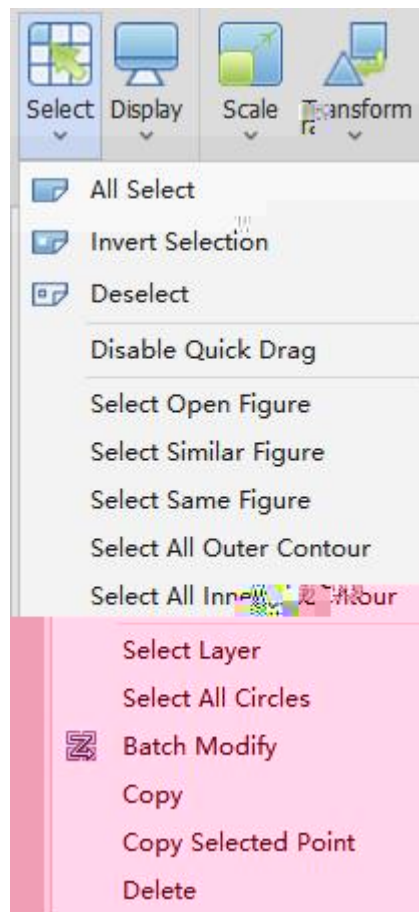 Select Display Scale Transform
All Select
Invert Selection
Deselect
Disable Quick Drag
Select Open Figure
Select Similar Figure
Select Same Figure
Select All Outer Contour
Select All
Select Layer
Select All Circles
Batch Modify
Copy
Copy Selected Point
Delete